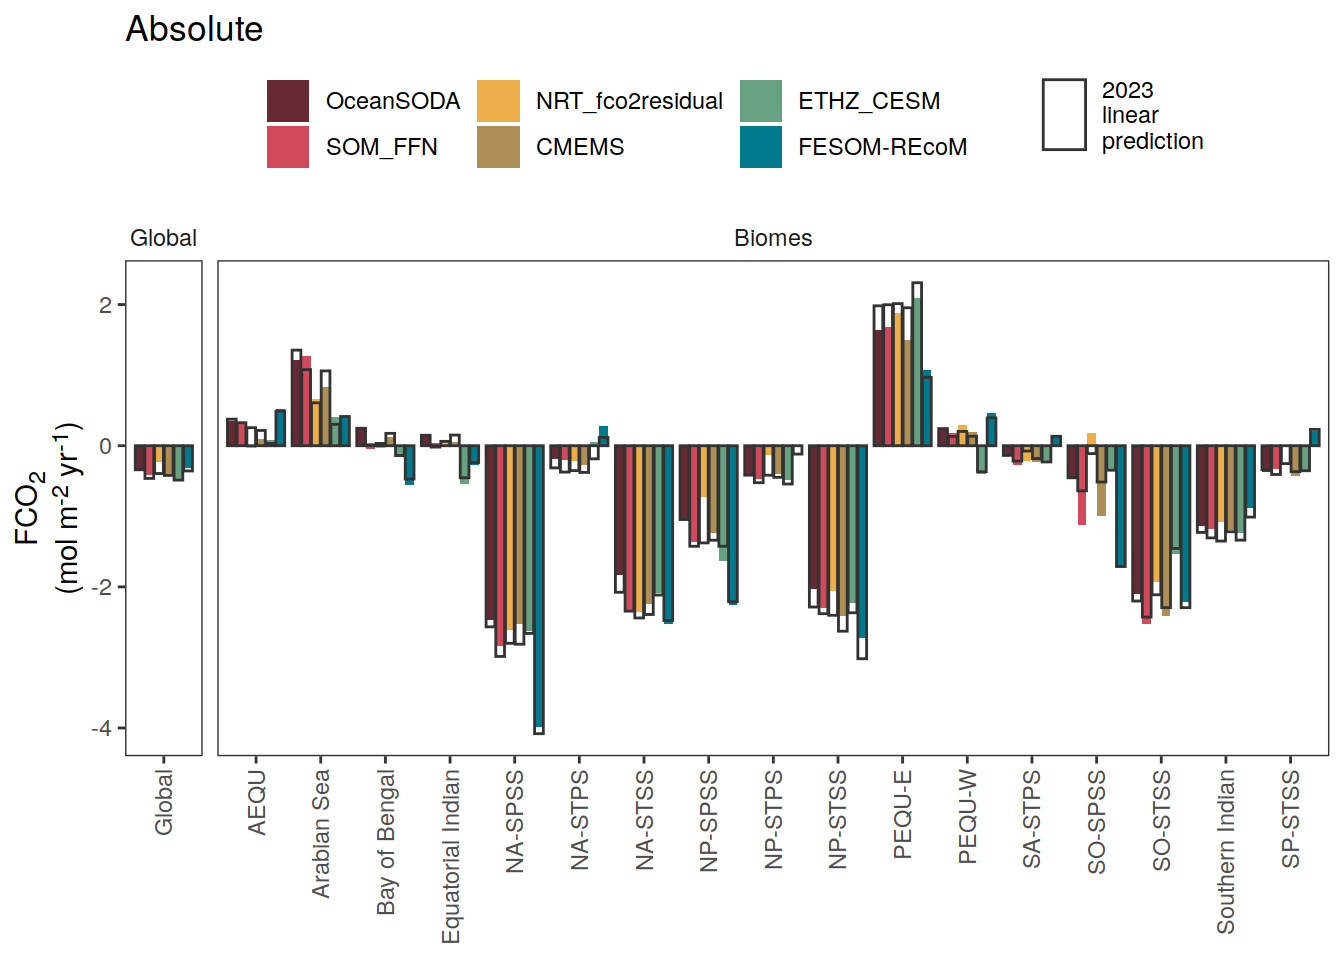 Absolute
OceanSODA
SOM_FFN
NRT_fco2residual
CMEMS
ETHZ_CESM
FESOM-REcoM
2023
linear
prediction
Global
Biomes
FCO2
(mol m-2 yr-1)
2
0
-2
-4
Global
AEQU
Arabian Sea
Bay of Bengal
Equatorial Indian
NA-SPSS
NA-STPS
NA-STSS
NP-SPSS
NP-STPS
NP-STSS
PEQU-E
PEQU-W
SA-STPS
SO-SPSS
SO-STSS
Southern Indian
SP-STSS